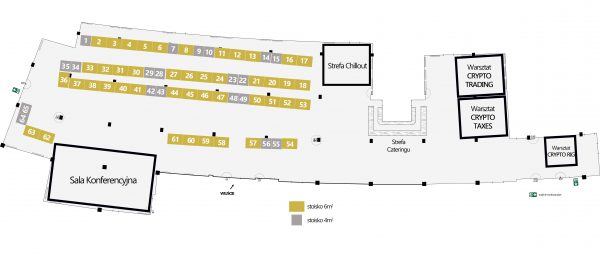 1 2 3 4 5 6 7 8 9 10 11 12 13 14 15 16 17
35 34 33 32 31 30 29 28 27 26 25 24 23 22 21 20 19 18
36 37 38 39 40 41 42 43 44 45 46 47 48 49 50 51 52 53
64 65
63 62
61 60 59 58
57 56 55 54
Strefa Chillout
Warsztat
CRYPTO
TRADING
Warsztat
CRYPTO
TAXES
Strefa
Cateringu
Warsztat
CRYPTO RIG
Sala Konferencyjna
WEJŚCIE
stoisko 6m²
stoisko 4m²